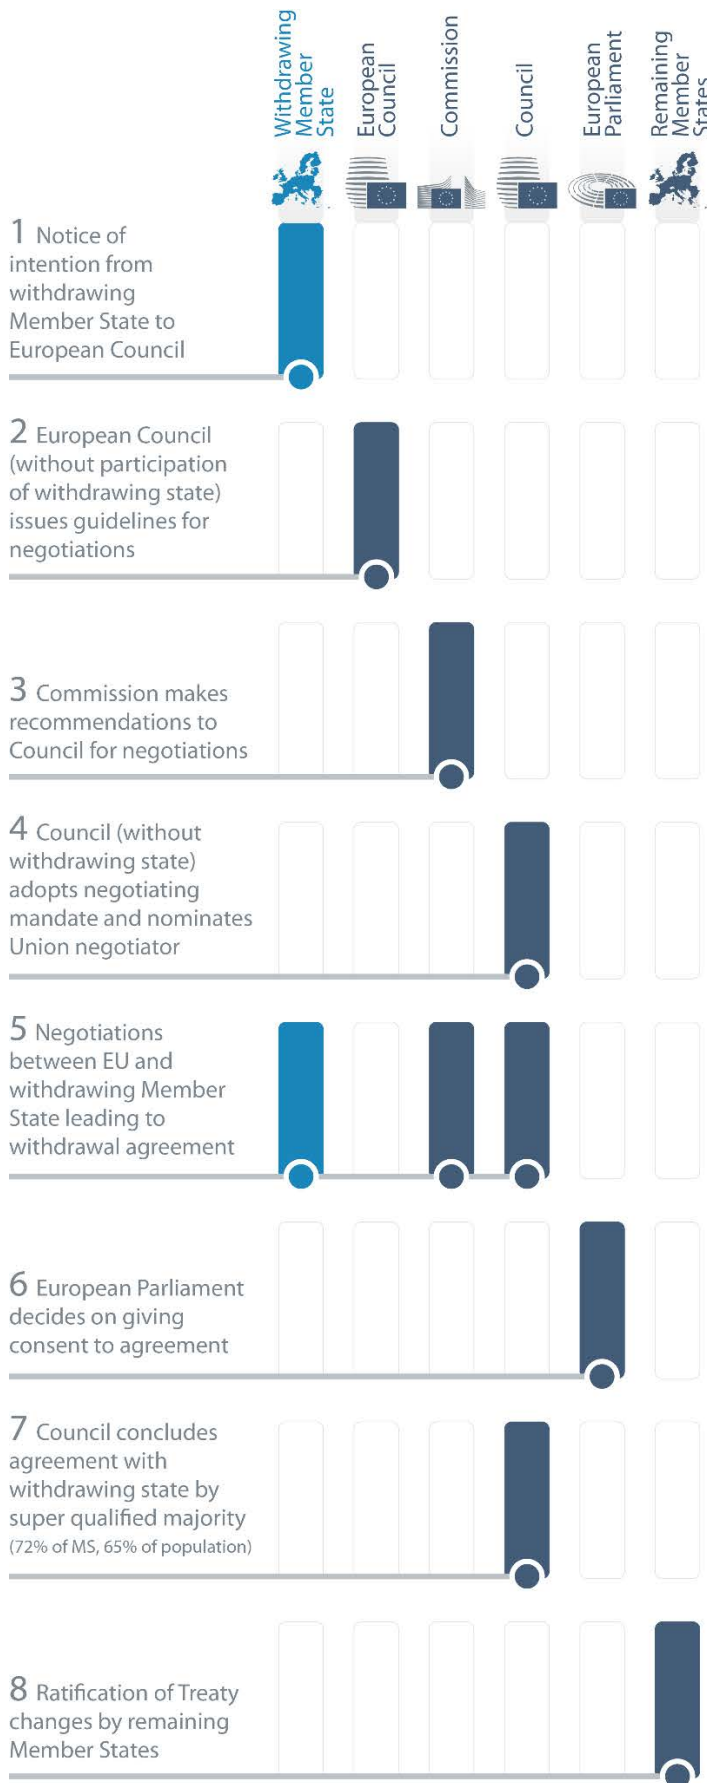 Withdrawing
Member
State
European
Council
Commission
Council
European
Parliament
Remaining
Member
States
1 Notice of
intention from
withdrawing
Member State to
European Council
2 European Council
(without participation
of withdrawing state)
issues guidelines for
negotiations
3 Commission makes
recommendations to
Council for negotiations
4 Council (without
withdrawing state)
adopts negotiating
mandate and nominates
Union negotiator
5 Negotiations
between EU and
withdrawing Member
State leading to
withdrawal agreement
6 European Parliament
decides on giving
consent to agreement
7 Council concludes
agreement with
withdrawing state by
super qualified majority
(72% of MS, 65% of population)
8 Ratification of Treaty
changes by remaining
Member States